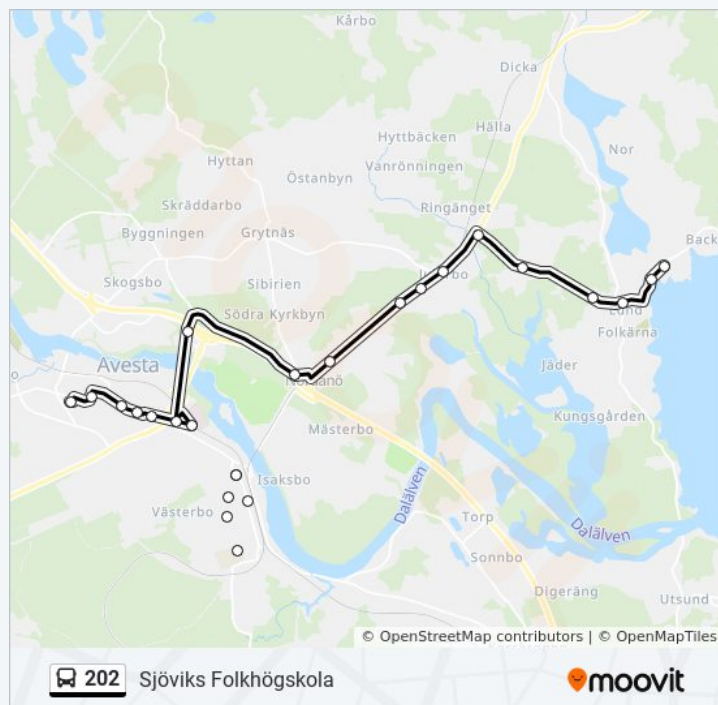 Kårbo
Dicka
Hyttbäcken
Hälla
Vanrönningen
Nor
Hyttan
Östanbyn
Skräddarbo
Ringänget
Byggningen
Grytnäs
Back
Sibirien
Skogsbo
Södra Kyrkbyn
Lund
Folkärna
Avesta
Jäder
Nordanö
Kungsgården
Mästerbo
Isaksbo
Dalälven
Västerbo
Torp
Dalälven
Sonnbo
Digeräng
Utsund
© OpenStreetMap contributors | © OpenMapTiles
202 Sjöviks Folkhögskola
moovit